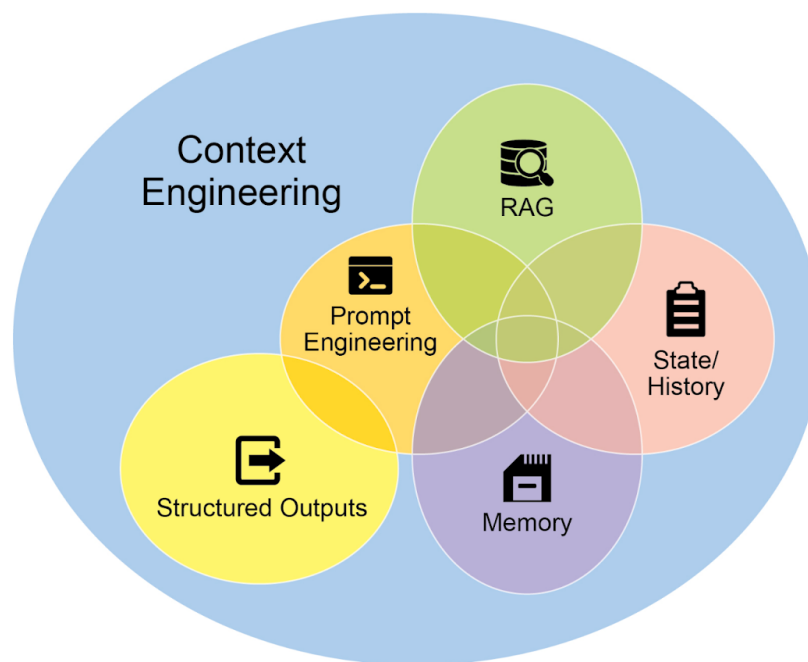 Context
Engineering
RAG
Prompt
Engineering
State/
History
Structured Outputs
Memory